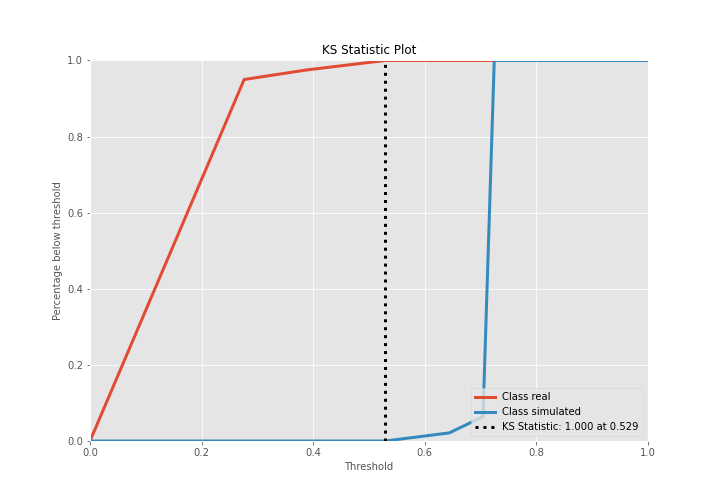 KS Statistic Plot
1.0
0.8
0.6
0.4
0.2
0.0
Percentage below threshold
0.0 0.2 0.4 0.6 0.8 1.0
Threshold
Class real
Class simulated
KS Statistic: 1.000 at 0.529